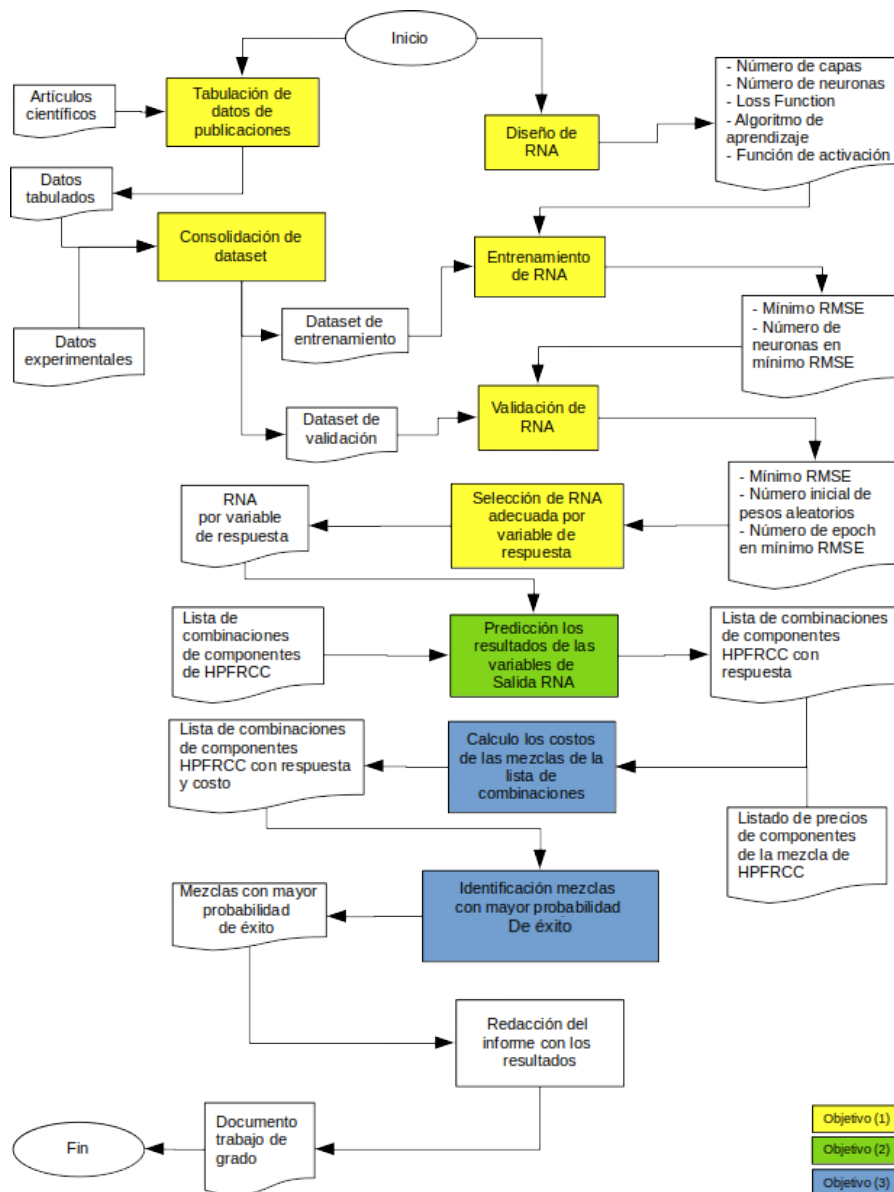 Inicio
Artículos
científicos
Tabulación de
datos de
publicaciones
Diseño de
RNA
- Número de capas
- Número de neuronas
- Loss Function
- Algoritmo de
aprendizaje
- Función de activación
Datos
tabulados
Consolidación de
dataset
Entrenamiento
de RNA
Datos
experimentales
Dataset de
entrenamiento
- Mínimo RMSE
- Número de
neuronas en
mínimo RMSE
Dataset de
validación
Validación de
RNA
RNA
por variable
de respuesta
Selección de RNA
adecuada por
variable de
respuesta
- Mínimo RMSE
- Número inicial de
pesos aleatorios
- Número de epoch
en mínimo RMSE
Lista de
combinaciones
de componentes
de HPFRCC
Predicción los
resultados de las
variables de
Salida RNA
Lista de combinaciones
de componentes
HPFRCC con
respuesta
Lista de combinaciones
de componentes
HPFRCC con respuesta
y costo
Calculo los costos
de las mezclas de la
lista de
combinaciones
Listado de precios
de componentes
de la mezcla de
HPFRCC
Mezclas con mayor
probabilidad
de éxito
Identificación mezclas
con mayor probabilidad
De éxito
Redacción del
informe con los
resultados
Fin
Documento
trabajo de
grado
Objetivo (1)
Objetivo (2)
Objetivo (3)